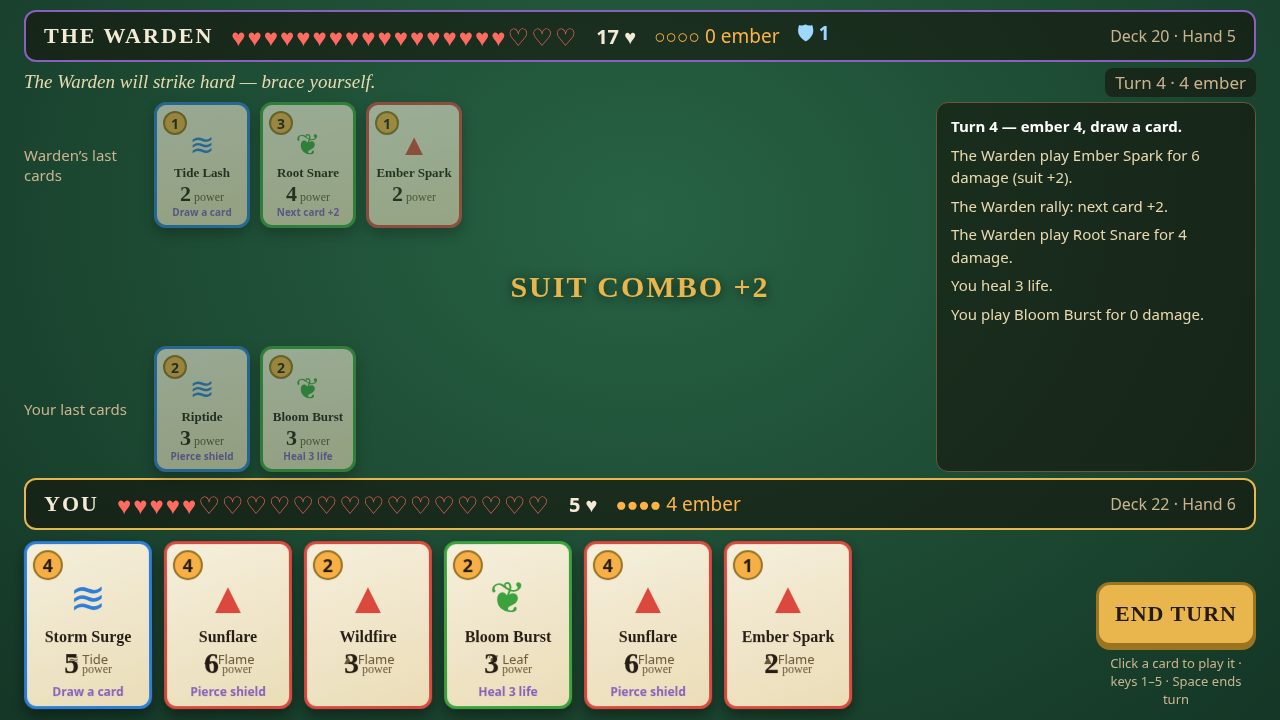 THE WARDEN 17 ♥ 0 ember 1 Deck 20 · Hand 5
The Warden will strike hard — brace yourself.
Turn 4 · 4 ember
Warden's last
cards
1
Tide Lash
2 power
Draw a card
3
Root Snare
4 power
Next card +2
1
Ember Spark
2 power
Turn 4 — ember 4, draw a card.
The Warden play Ember Spark for 6
damage (suit +2).
The Warden rally: next card +2.
The Warden play Root Snare for 4
damage.
You heal 3 life.
You play Bloom Burst for 0 damage.
SUIT COMBO +2
Your last cards
2
Riptide
3 power
Pierce shield
2
Bloom Burst
3 power
Heal 3 life
YOU 5 ♥ 4 ember Deck 22 · Hand 6
4
Storm Surge
Tide
5 power
Draw a card
4
Sunflare
Flame
6 power
Pierce shield
2
Wildfire
Flame
3 power
2
Bloom Burst
Leaf
3 power
Heal 3 life
4
Sunflare
Flame
6 power
Pierce shield
1
Ember Spark
Flame
2 power
END TURN
Click a card to play it ·
keys 1–5 · Space ends
turn